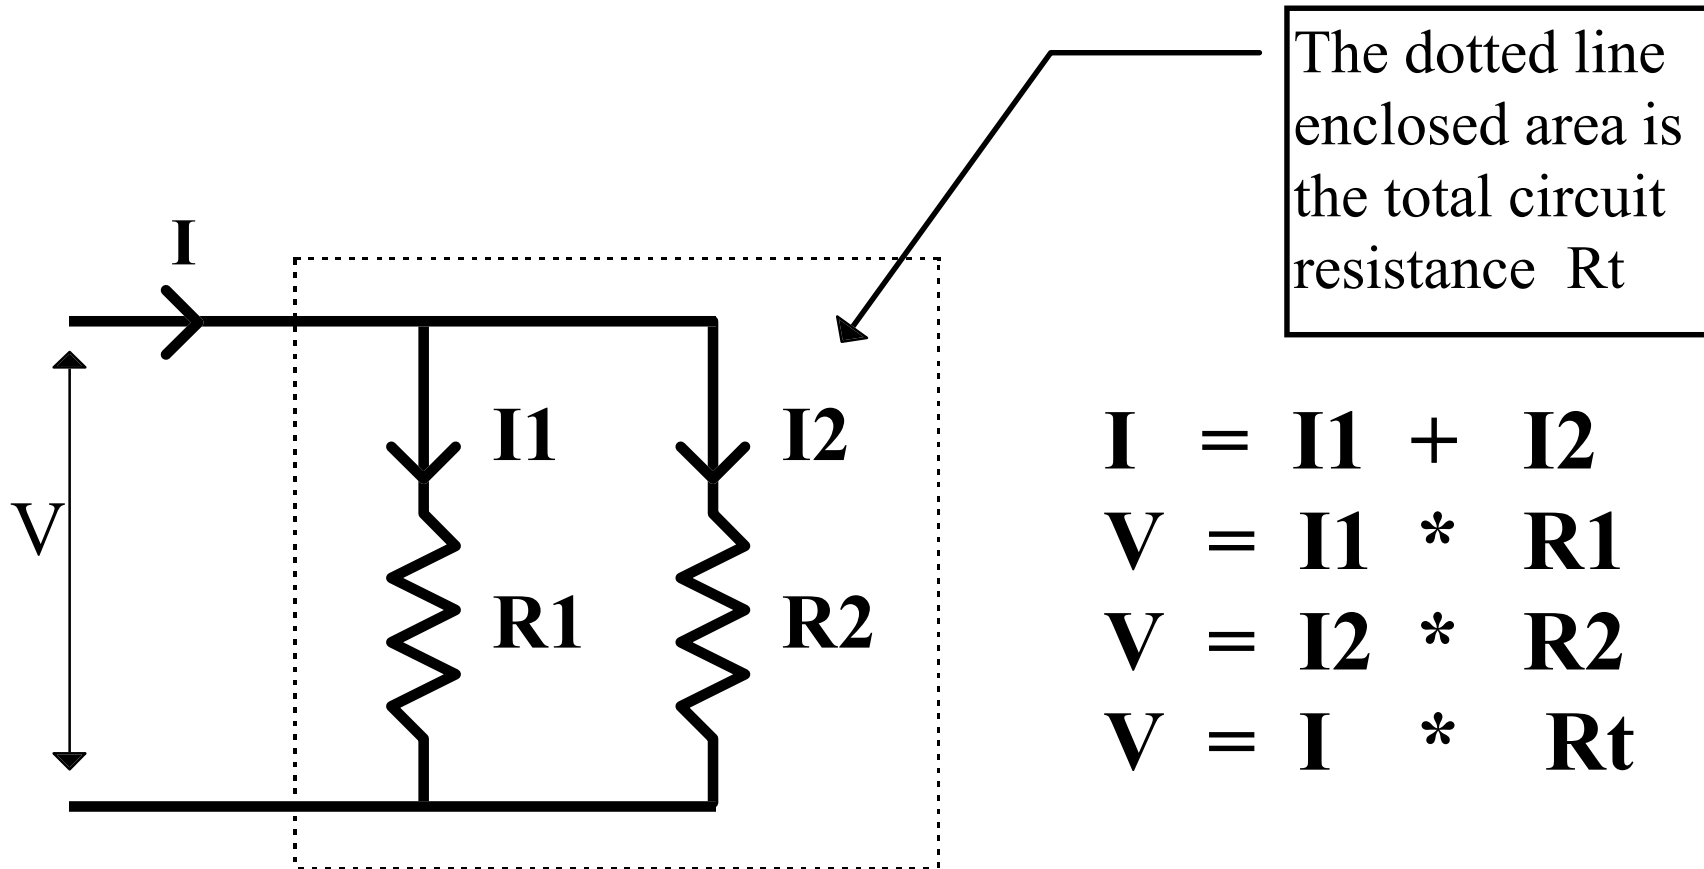 The dotted line
enclosed area is
the total circuit
resistance Rt
I
I1
I2
V
R1
R2
I = I1 + I2
V = I1 * R1
V = I2 * R2
V = I * Rt